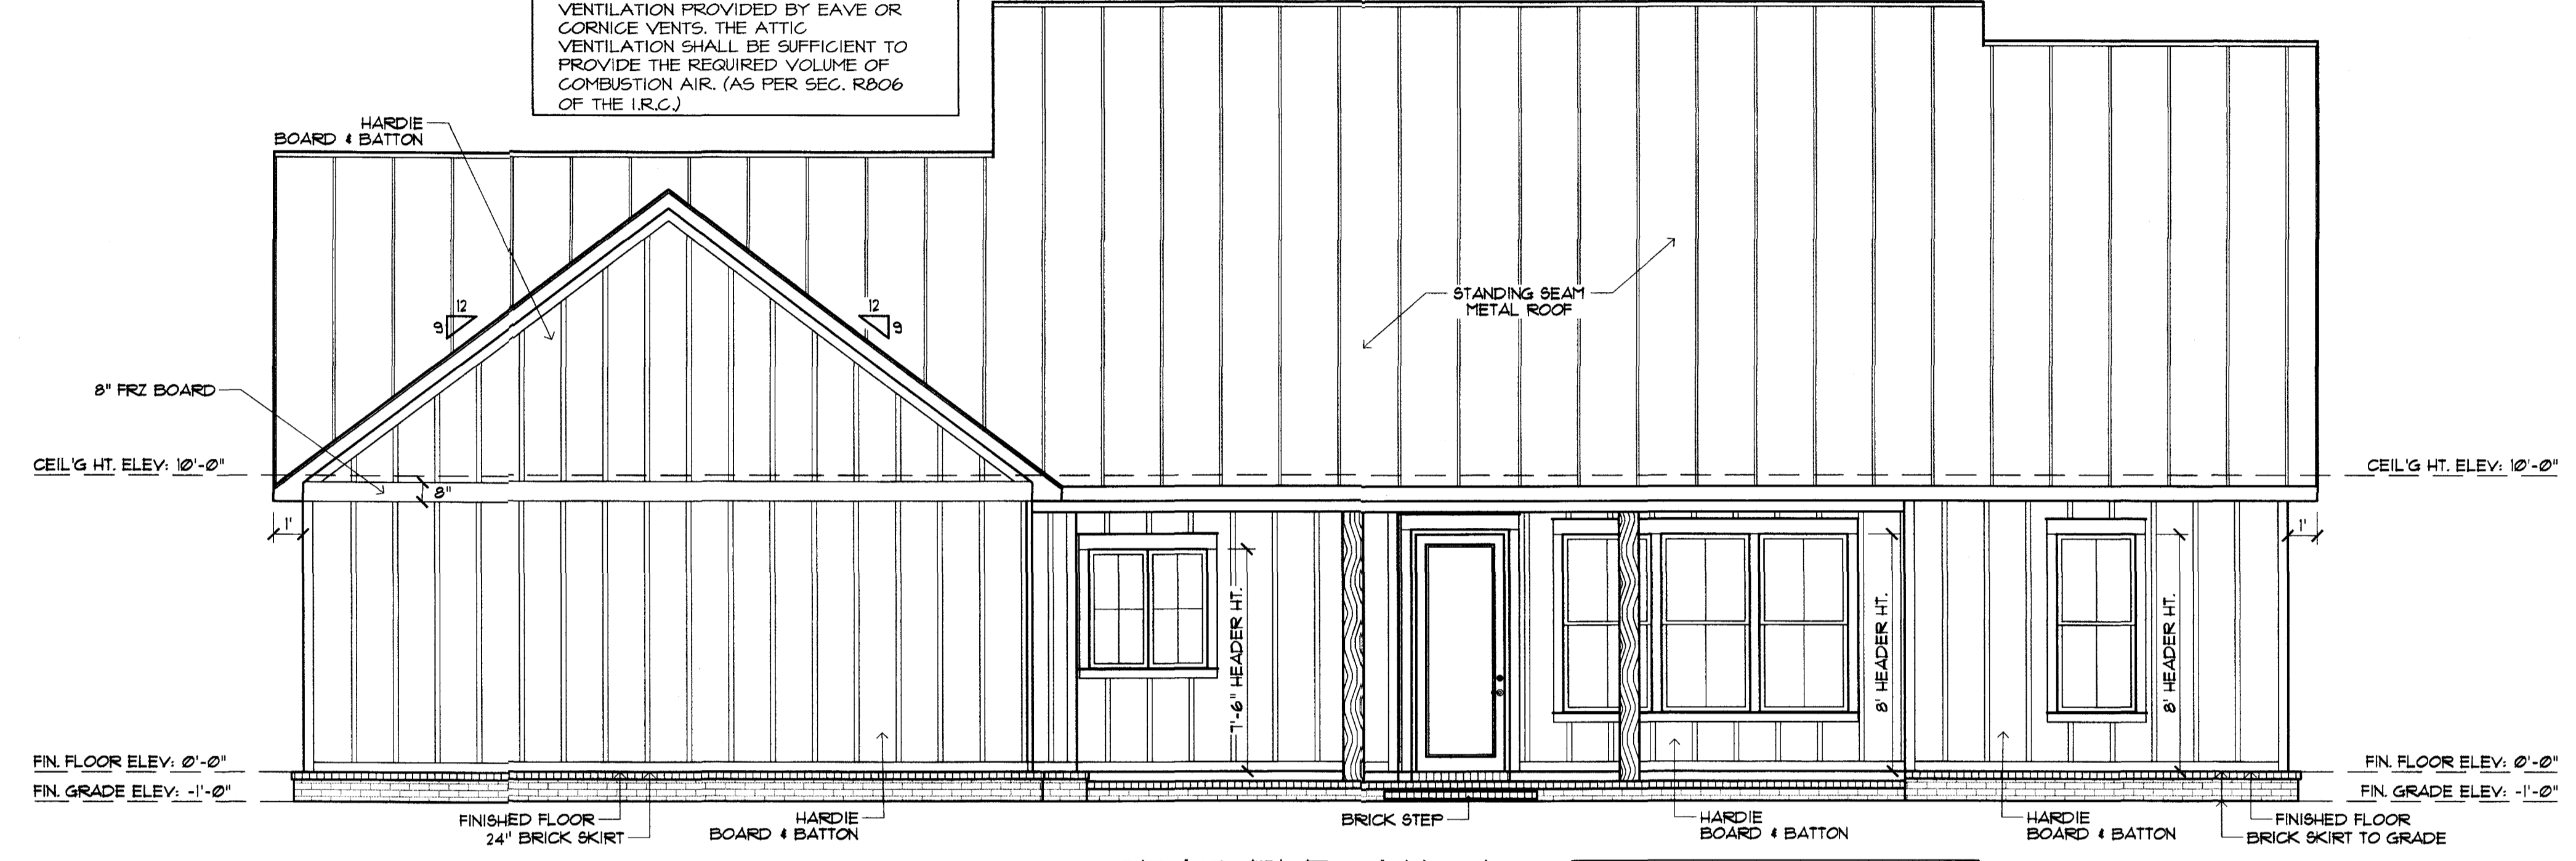 VENTILATION PROVIDED BY EAVE OR
CORNICE VENTS. THE ATTIC
VENTILATION SHALL BE SUFFICIENT TO
PROVIDE THE REQUIRED VOLUME OF
COMBUSTION AIR. (AS PER SEC. R806
OF THE I.R.C.)
HARDIE
BOARD & BATTON
12
9
12
9
STANDING SEAM
METAL ROOF
8" FRZ BOARD
CEIL'G HT. ELEV: 10'-0"
CEIL'G HT. ELEV: 10'-0"
8"
1'
1'
7'-6" HEADER HT.
8' HEADER HT.
8' HEADER HT.
FIN. FLOOR ELEV: 0'-0"
FIN. FLOOR ELEV: 0'-0"
FIN. GRADE ELEV: -1'-0"
FIN. GRADE ELEV: -1'-0"
FINISHED FLOOR
24" BRICK SKIRT
HARDIE
BOARD & BATTON
BRICK STEP
HARDIE
BOARD & BATTON
HARDIE
BOARD & BATTON
FINISHED FLOOR
BRICK SKIRT TO GRADE